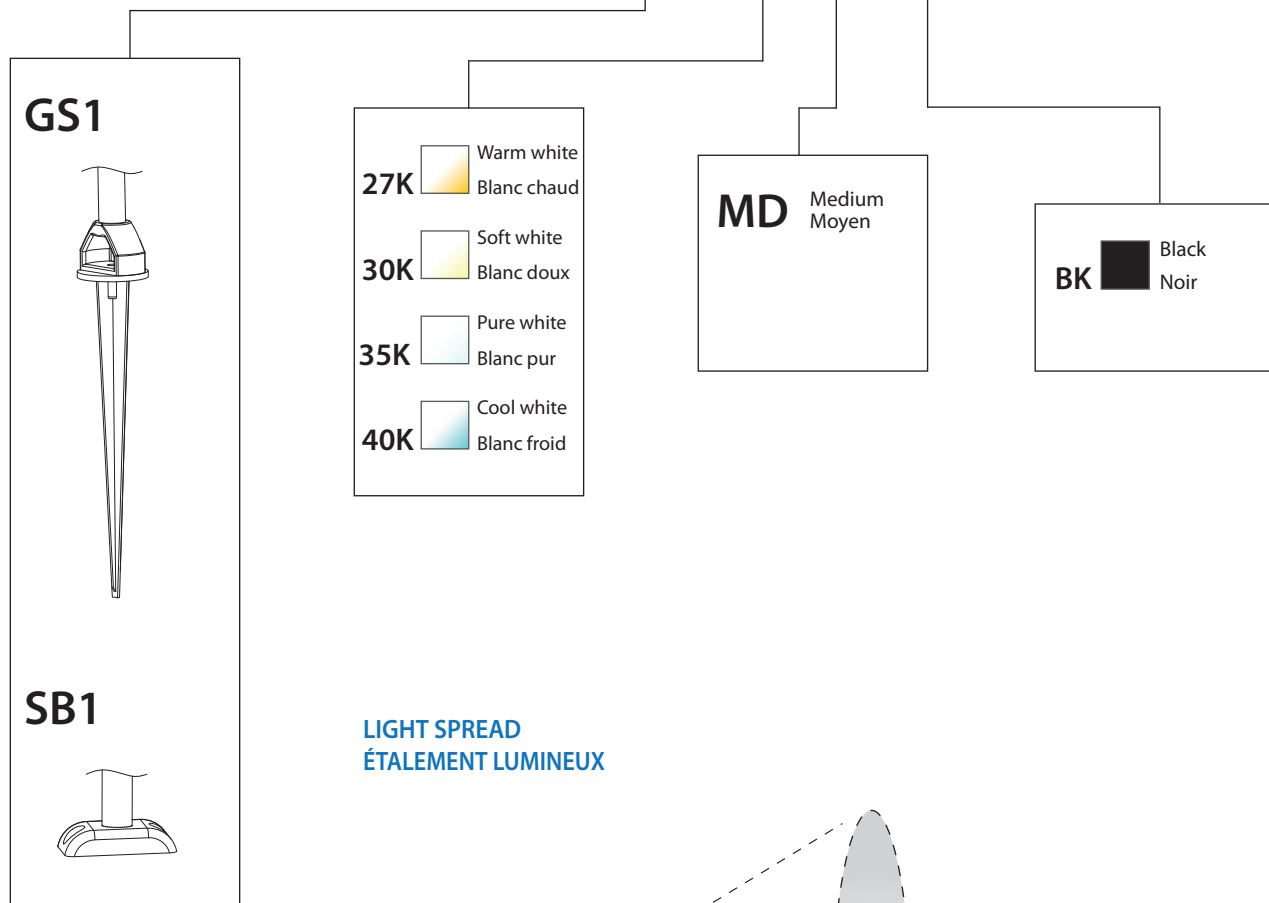 GS1
SB1
27K
Warm white
Blanc chaud
30K
Soft white
Blanc doux
35K
Pure white
Blanc pur
40K
Cool white
Blanc froid
MD
Medium
Moyen
BK
Black
Noir
LIGHT SPREAD
ÉTALEMENT LUMINEUX